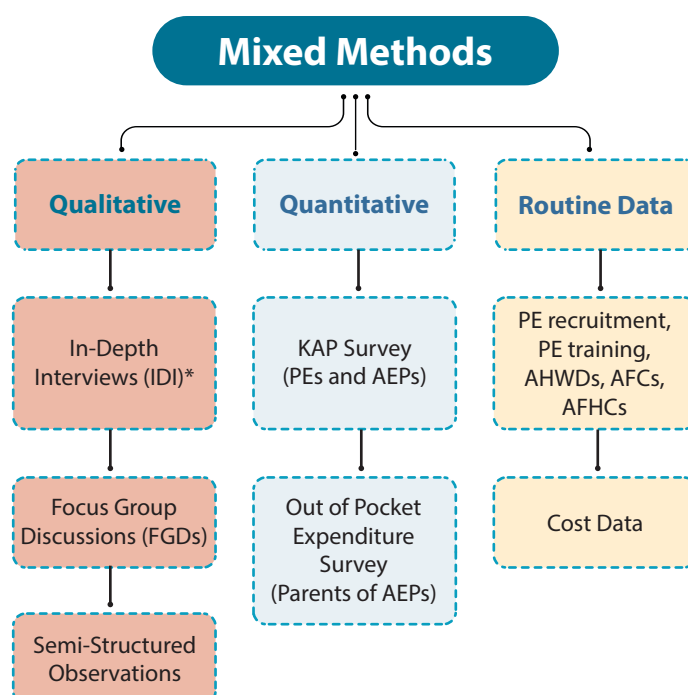 Mixed Methods
Qualitative
In-Depth
Interviews (IDI)*
Focus Group
Discussions (FGDs)
Semi-Structured
Observations
Quantitative
KAP Survey
(PEs and AEPs)
Out of Pocket
Expenditure
Survey
(Parents of AEPs)
Routine Data
PE recruitment,
PE training,
AHWDs, AFCs,
AFHCs
Cost Data